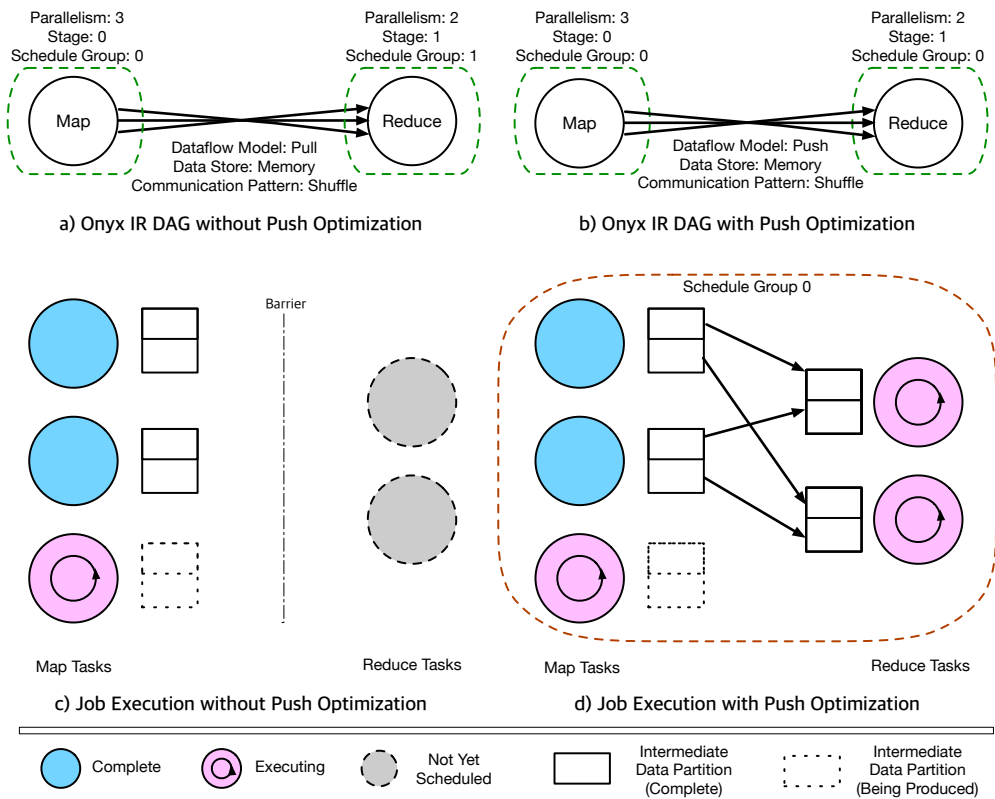 Parallelism: 3
Stage: 0
Schedule Group: 0
Parallelism: 2
Stage: 1
Schedule Group: 1
Map
Reduce
Dataflow Model: Pull
Data Store: Memory
Communication Pattern: Shuffle
a) Onyx IR DAG without Push Optimization
Parallelism: 3
Stage: 0
Schedule Group: 0
Parallelism: 2
Stage: 1
Schedule Group: 0
Map
Reduce
Dataflow Model: Push
Data Store: Memory
Communication Pattern: Shuffle
b) Onyx IR DAG with Push Optimization
Barrier
Map Tasks
Reduce Tasks
c) Job Execution without Push Optimization
Schedule Group 0
Map Tasks
Reduce Tasks
d) Job Execution with Push Optimization
Complete
Executing
Not Yet
Scheduled
Intermediate
Data Partition
(Complete)
Intermediate
Data Partition
(Being Produced)